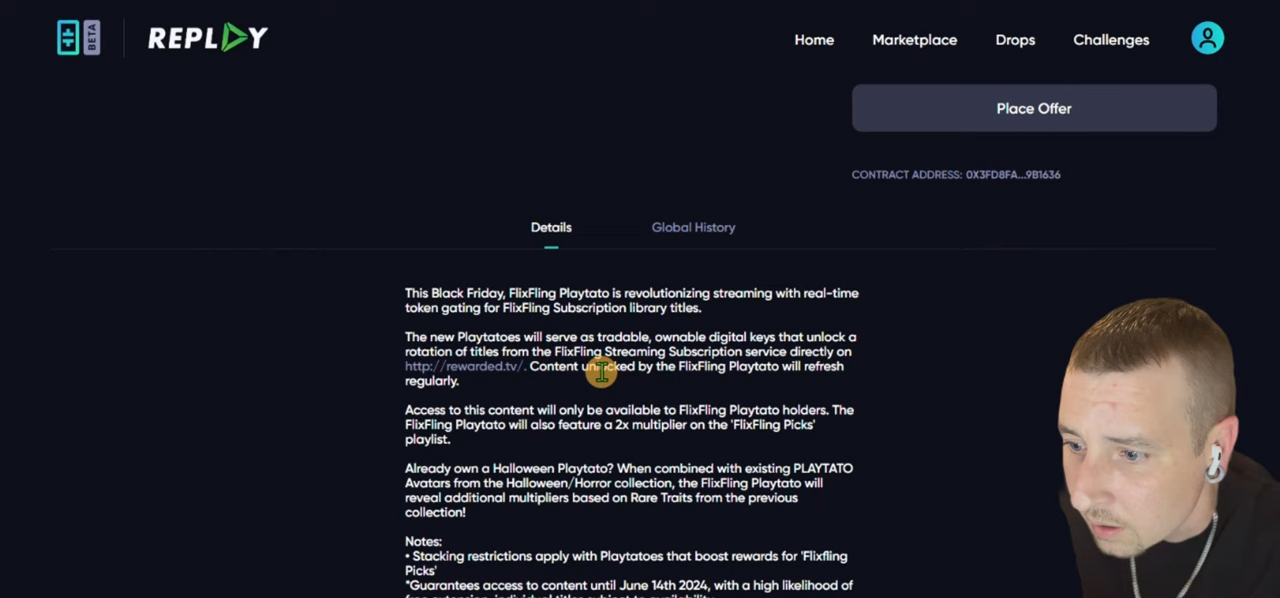 BETA
REPLAY
Home
Marketplace
Drops
Challenges
Place Offer
CONTRACT ADDRESS: 0X3FD8FA...9B1636
Details
Global History
This Black Friday, FlixFling Playtato is revolutionizing streaming with real-time
token gating for FlixFling Subscription library titles.
The new Playtatoes will serve as tradable, ownable digital keys that unlock a
rotation of titles from the FlixFling Streaming Subscription service directly on
http://rewarded.tv/. Content unlocked by the FlixFling Playtato will refresh
regularly.
Access to this content will only be available to FlixFling Playtato holders. The
FlixFling Playtato will also feature a 2x multiplier on the 'FlixFling Picks'
playlist.
Already own a Halloween Playtato? When combined with existing PLAYTATO
Avatars from the Halloween/Horror collection, the FlixFling Playtato will
reveal additional multipliers based on Rare Traits from the previous
collection!
Notes:
• Stacking restrictions apply with Playtatoes that boost rewards for 'Flixfling
Picks'
*Guarantees access to content until June 14th 2024, with a high likelihood of
free extension, individual titles subject to availability.